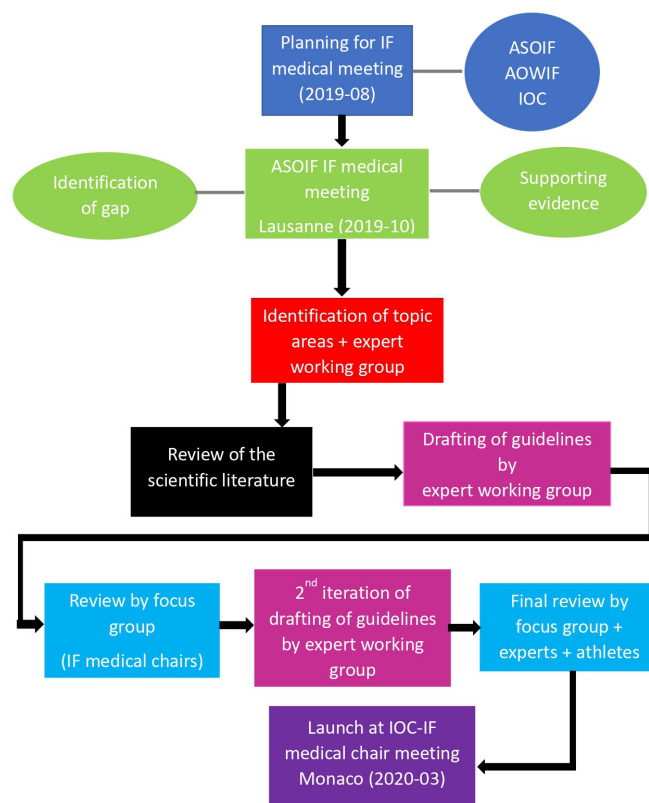 Planning for IF
medical meeting
(2019-08)
ASOIF
AOWIF
IOC
Identification
of gap
ASOIF IF medical
meeting
Lausanne (2019-10)
Supporting
evidence
Identification of topic
areas + expert
working group
Review of the
scientific literature
Drafting of guidelines
by
expert working group
Review by focus
group
(IF medical chairs)
2nd iteration of
drafting of guidelines
by expert working
group
Final review by
focus group +
experts + athletes
Launch at IOC-IF
medical chair meeting
Monaco (2020-03)